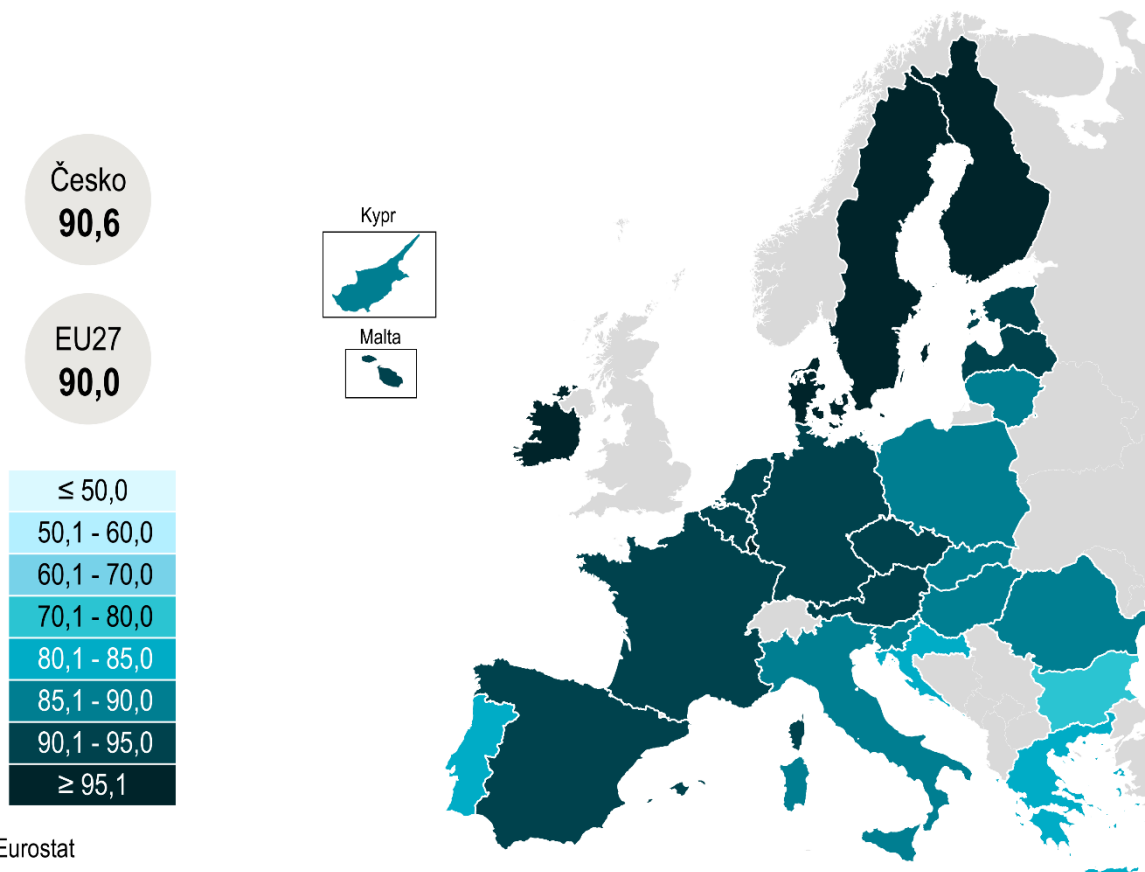 Česko
90,6
EU27
90,0
Kypr
Malta
≤ 50,0
50,1 - 60,0
60,1 - 70,0
70,1 - 80,0
80,1 - 85,0
85,1 - 90,0
90,1 - 95,0
≥ 95,1
Eurostat